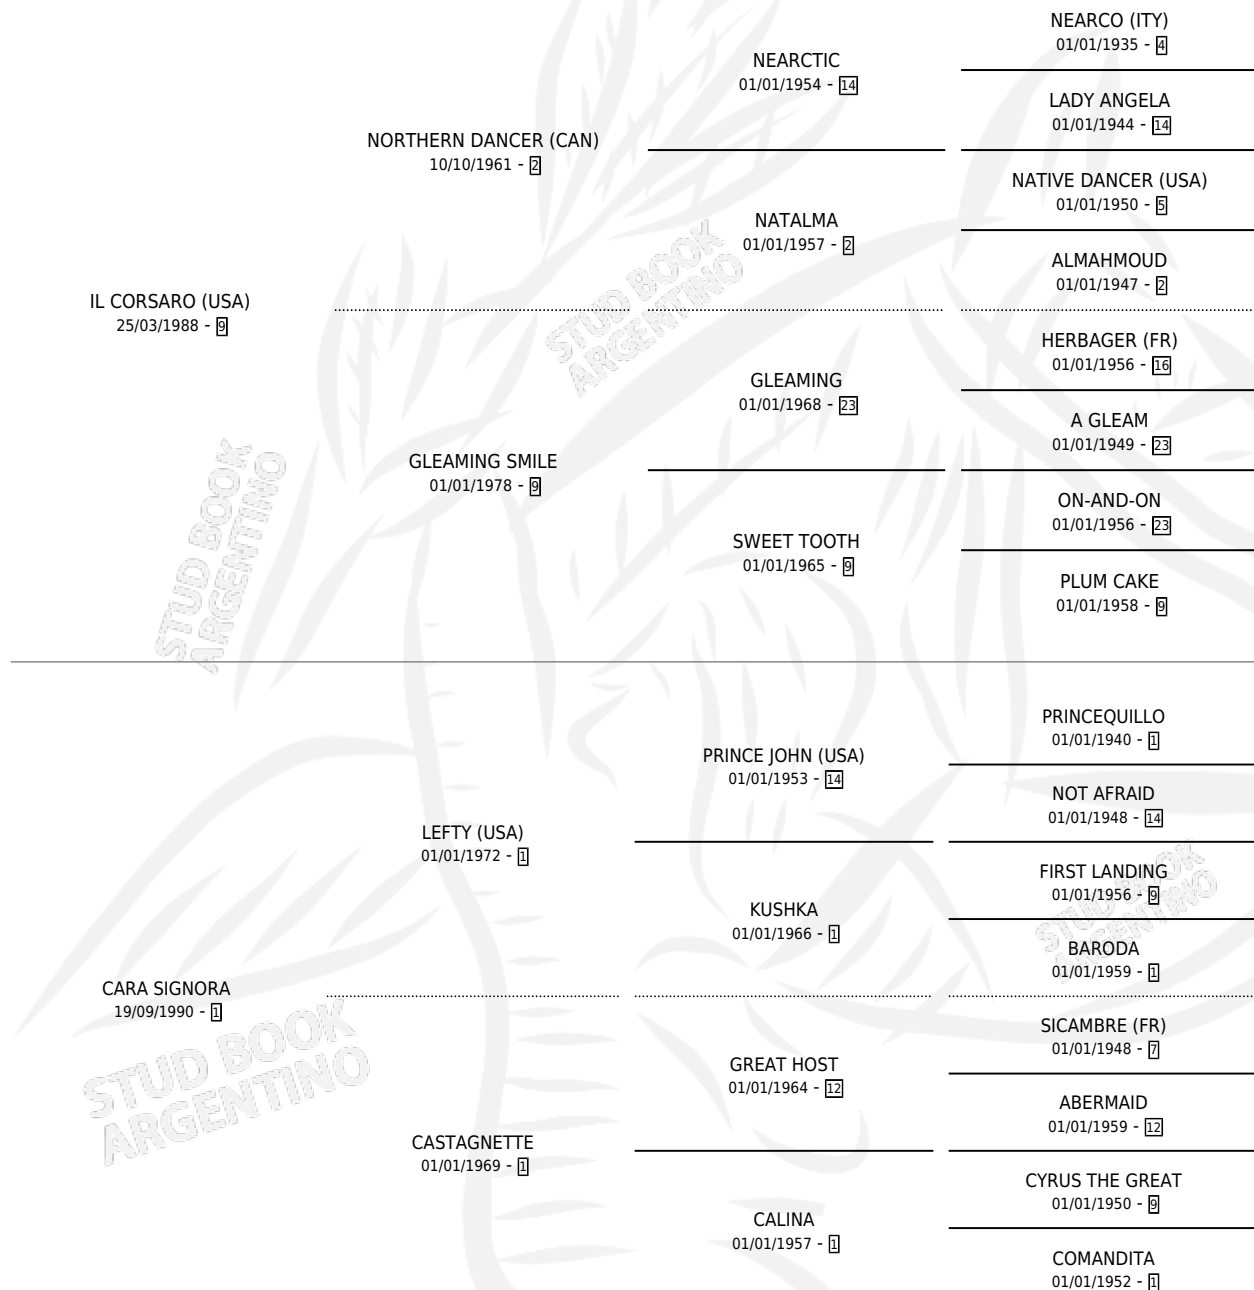 NEARCO (ITY)
01/01/1935 - 4
NEARCTIC
01/01/1954 - 14
LADY ANGELA
01/01/1944 - 14
NORTHERN DANCER (CAN)
10/10/1961 - 2
NATIVE DANCER (USA)
01/01/1950 - 5
NATALMA
01/01/1957 - 2
ALMAHMOUD
01/01/1947 - 2
IL CORSARO (USA)
25/03/1988 - 9
HERBAGER (FR)
01/01/1956 - 16
GLEAMING
01/01/1968 - 23
A GLEAM
01/01/1949 - 23
GLEAMING SMILE
01/01/1978 - 9
ON-AND-ON
01/01/1956 - 23
SWEET TOOTH
01/01/1965 - 9
PLUM CAKE
01/01/1958 - 9
STUD BOOK
ARGENTINO
STUD BOOK
ARGENTINO
PRINCEQUILLO
01/01/1940 - 1
PRINCE JOHN (USA)
01/01/1953 - 14
NOT AFRAID
01/01/1948 - 14
LEFTY (USA)
01/01/1972 - 1
FIRST LANDING
01/01/1956 - 9
KUSHKA
01/01/1966 - 1
BARODA
01/01/1959 - 1
STUD BOOK
ARGENTINO
CARA SIGNORA
19/09/1990 - 1
SICAMBRE (FR)
01/01/1948 - 7
GREAT HOST
01/01/1964 - 12
ABERMAID
01/01/1959 - 12
CASTAGNETTE
01/01/1969 - 1
CYRUS THE GREAT
01/01/1950 - 9
CALINA
01/01/1957 - 1
COMANDITA
01/01/1952 - 1
STUD BOOK
ARGENTINO